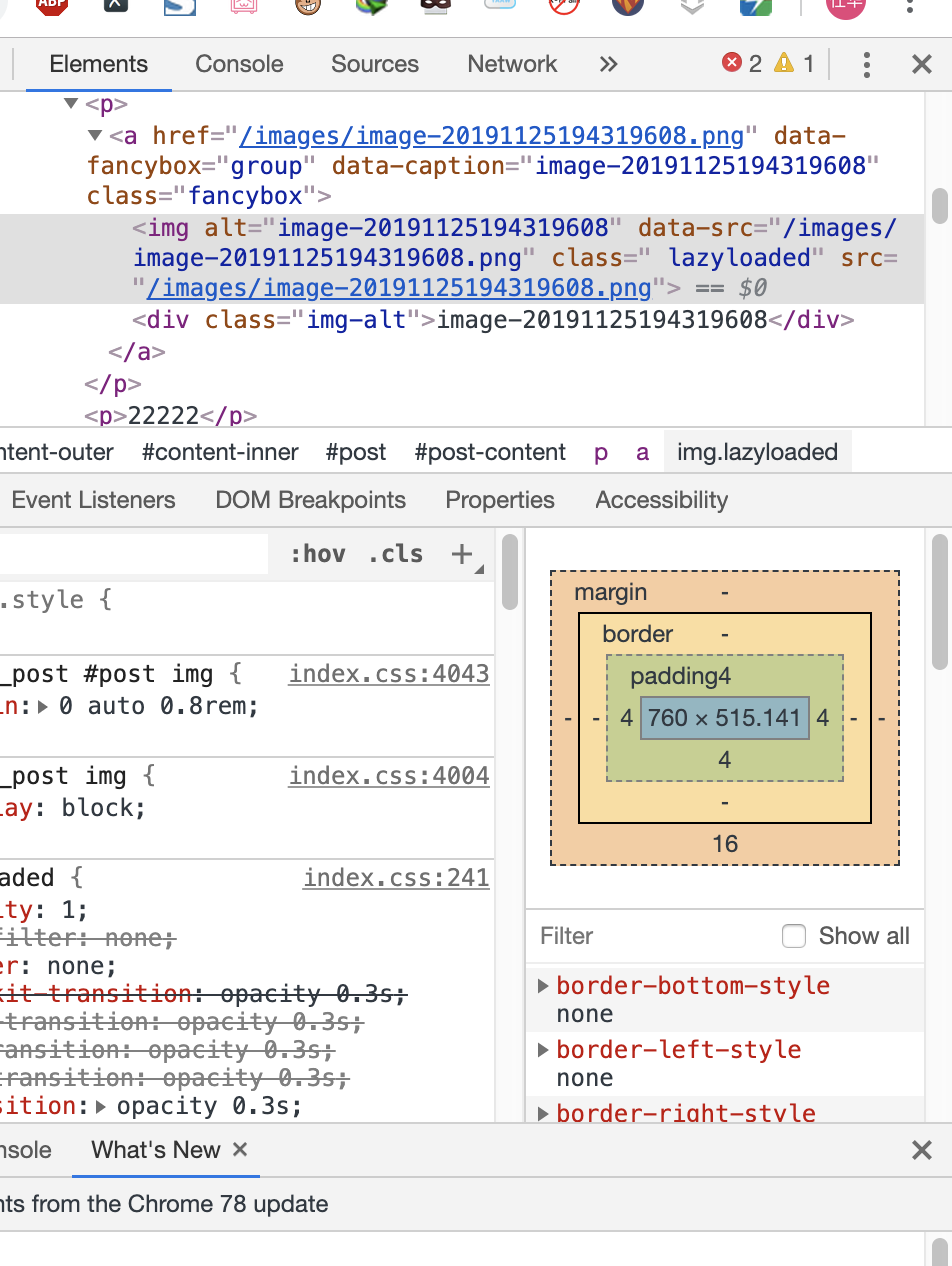 ABP
仕华
Elements Console Sources Network » 2 1
<p>
<a href="/images/image-20191125194319608.png" data-
fancybox="group" data-caption="image-20191125194319608"
class="fancybox">
<img alt="image-20191125194319608" data-src="/images/
image-20191125194319608.png" class=" lazyloaded" src=
"/images/image-20191125194319608.png"> == $0
<div class="img-alt">image-20191125194319608</div>
</a>
</p>
<p>22222</p>
ntent-outer #content-inner #post #post-content p a img.lazyloaded
Event Listeners DOM Breakpoints Properties Accessibility
:hov .cls +
.style {
_post #post img { index.css:4043
in: 0 auto 0.8rem;
_post img { index.css:4004
lay: block;
aded { index.css:241
ity: 1;
filter: none;
er: none;
kit-transition: opacity 0.3s;
-transition: opacity 0.3s;
ransition: opacity 0.3s;
transition: opacity 0.3s;
sition: opacity 0.3s;
margin -
border -
padding4
- - 4 760 × 515.141 4 - -
4
-
16
Filter Show all
border-bottom-style
none
border-left-style
none
border-right-style
nsole What's New ×
nts from the Chrome 78 update